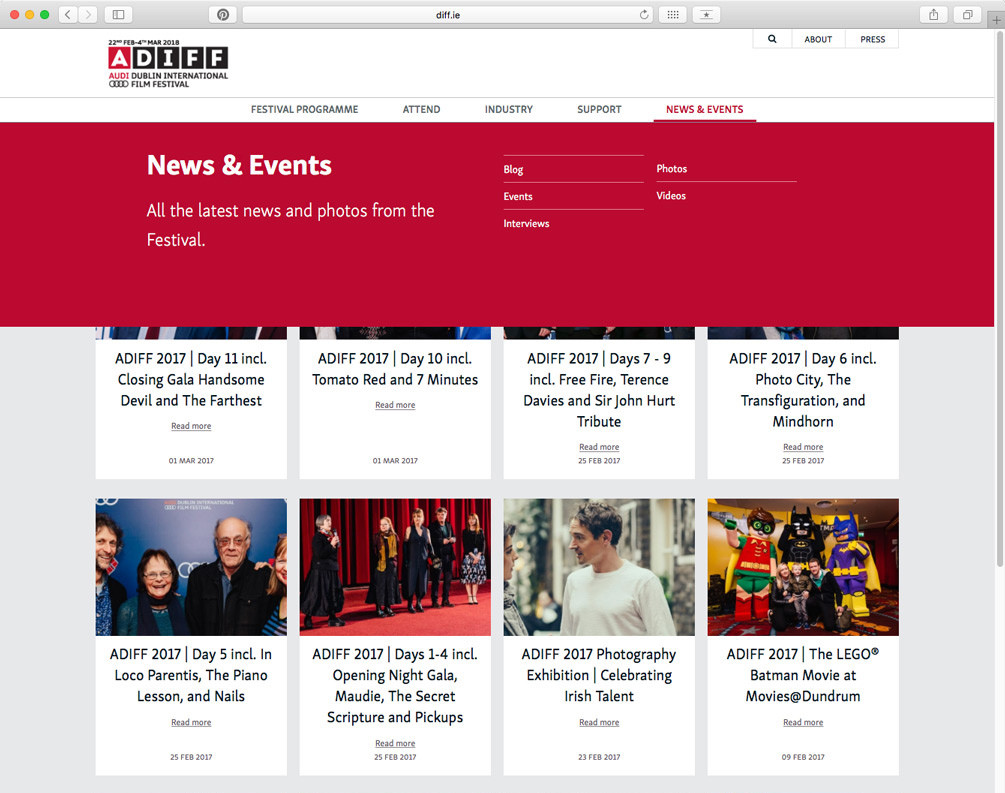 diff.ie
22ND FEB-4TH MAR 2018
ADIFF
AUDI DUBLIN INTERNATIONAL
FILM FESTIVAL
ABOUT
PRESS
FESTIVAL PROGRAMME
ATTEND
INDUSTRY
SUPPORT
NEWS & EVENTS
News & Events
All the latest news and photos from the
Festival.
Blog
Events
Interviews
Photos
Videos
ADIFF 2017 | Day 11 incl.
Closing Gala Handsome
Devil and The Farthest
Read more
01 MAR 2017
ADIFF 2017 | Day 10 incl.
Tomato Red and 7 Minutes
Read more
01 MAR 2017
ADIFF 2017 | Days 7 - 9
incl. Free Fire, Terence
Davies and Sir John Hurt
Tribute
Read more
25 FEB 2017
ADIFF 2017 | Day 6 incl.
Photo City, The
Transfiguration, and
Mindhorn
Read more
25 FEB 2017
DUBLIN INTERNATIONAL
FILM FESTIVAL
ADIFF 2017 | Day 5 incl. In
Loco Parentis, The Piano
Lesson, and Nails
Read more
25 FEB 2017
ADIFF 2017 | Days 1-4 incl.
Opening Night Gala,
Maudie, The Secret
Scripture and Pickups
Read more
25 FEB 2017
ADIFF 2017 Photography
Exhibition | Celebrating
Irish Talent
Read more
23 FEB 2017
ADIFF 2017 | The LEGO®
Batman Movie at
Movies@Dundrum
Read more
09 FEB 2017